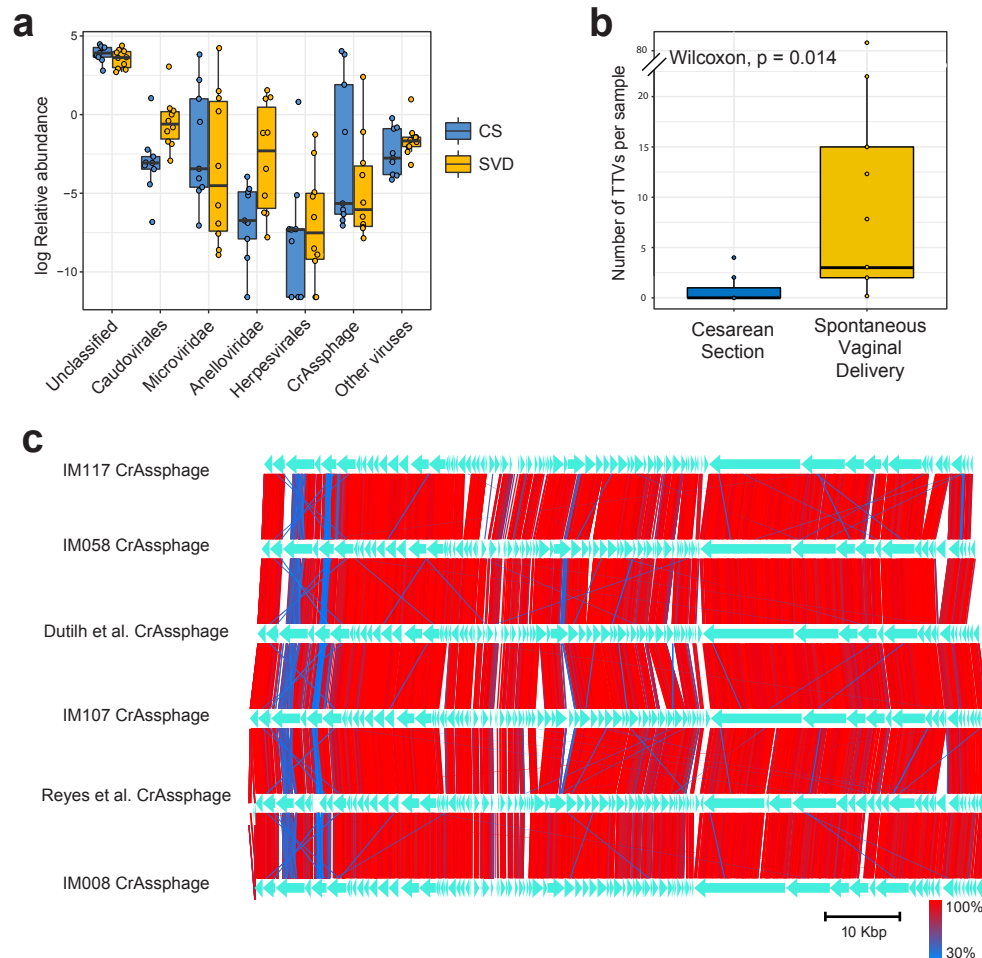 a
log Relative abundance
5
0
−5
−10
Unclassified
Caudovirales
Microviridae
Anelloviridae
Herpesvirales
CrAssphage
Other viruses
CS
SVD
b
Number of TTVs per sample
80
20
15
10
5
0
Wilcoxon, p = 0.014
Cesarean
Section
Spontaneous
Vaginal
Delivery
c
IM117 CrAssphage
IM058 CrAssphage
Dutilh et al. CrAssphage
IM107 CrAssphage
Reyes et al. CrAssphage
IM008 CrAssphage
10 Kbp
100%
30%